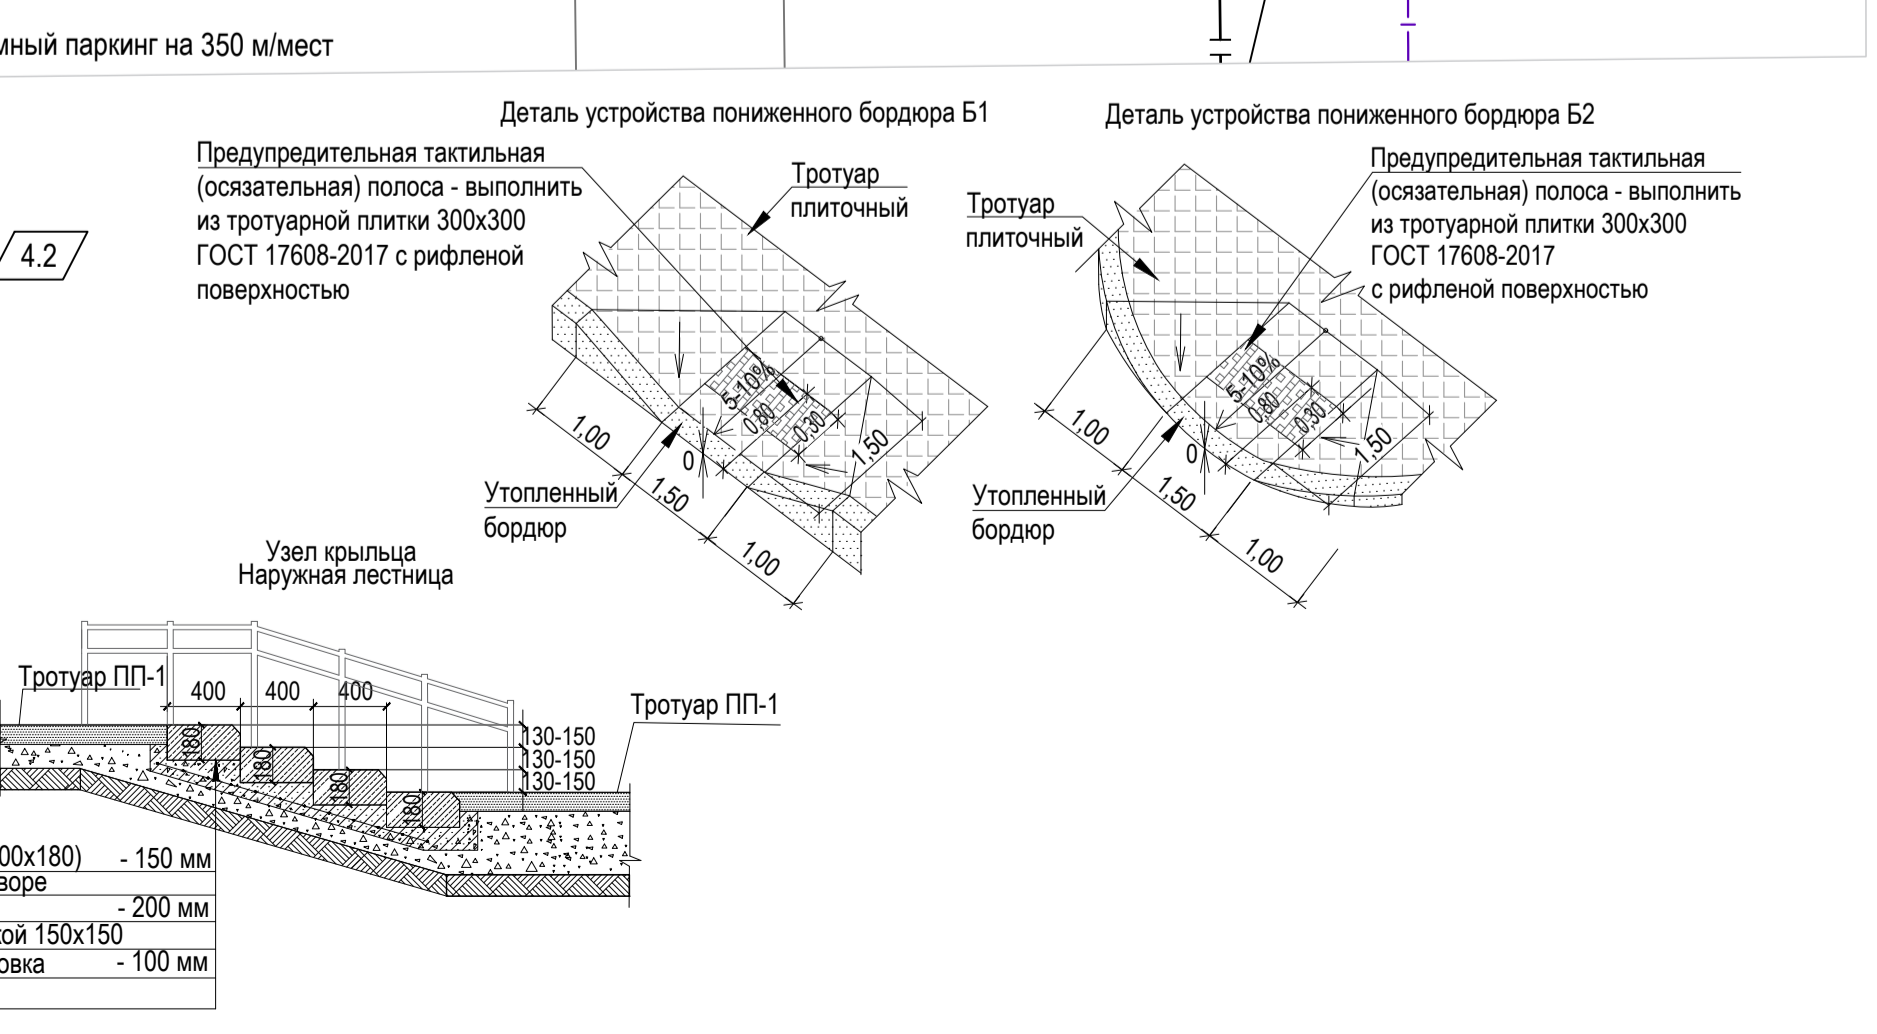 мный паркинг на 350 м/мест
Деталь устройства пониженного бордюра Б1
Деталь устройства пониженного бордюра Б2
Предупредительная тактильная
(осязательная) полоса - выполнить
из тротуарной плитки 300х300
ГОСТ 17608-2017 с рифленой
поверхностью
Тротуар
плиточный
Тротуар
плиточный
Предупредительная тактильная
(осязательная) полоса - выполнить
из тротуарной плитки 300х300
ГОСТ 17608-2017
с рифленой поверхностью
4.2
5-10%
0,80
0,30
1,50
1,00
0
1,50
1,00
Утопленный
бордюр
5-10%
0,80
0,30
1,50
1,00
0
1,50
1,00
Утопленный
бордюр
Узел крыльца
Наружная лестница
Тротуар ПП-1
400
400
400
Тротуар ПП-1
180
180
180
180
130-150
130-150
130-150
00х180) - 150 мм
воре
- 200 мм
кой 150х150
овка - 100 мм